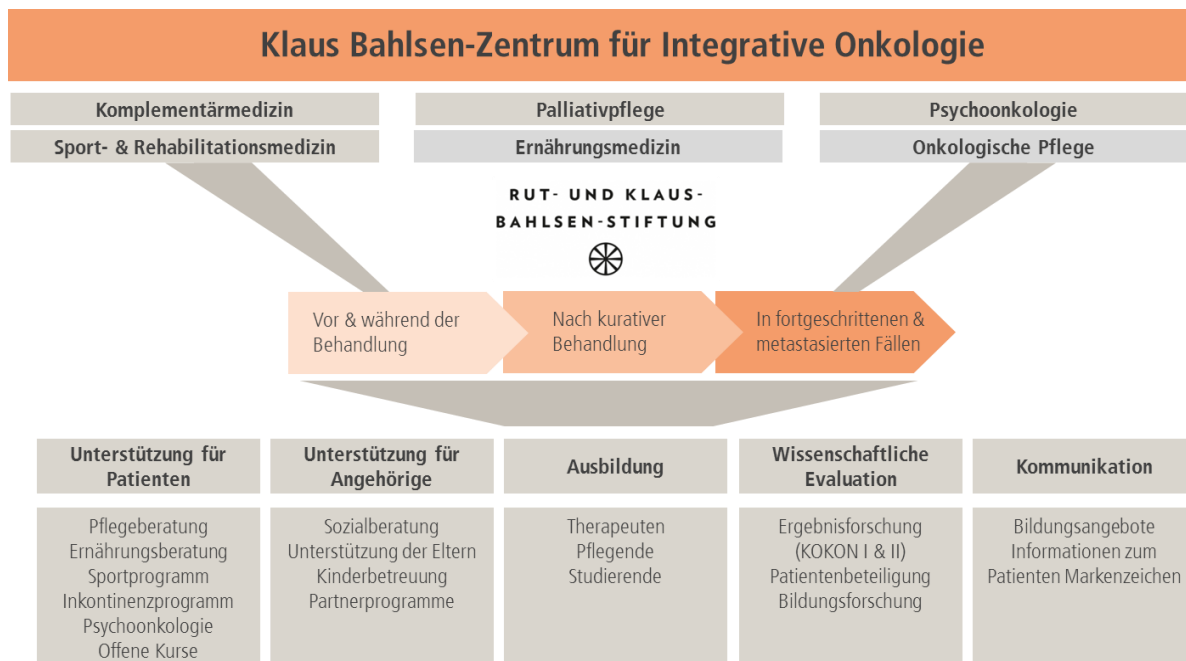 Klaus Bahlsen-Zentrum für Integrative Onkologie
Komplementärmedizin
Palliativpflege
Psychoonkologie
Sport- & Rehabilitationsmedizin
Ernährungsmedizin
Onkologische Pflege
RUT- UND KLAUS-
BAHLSEN-STIFTUNG
Vor & während der
Behandlung
Nach kurativer
Behandlung
In fortgeschrittenen &
metastasierten Fällen
Unterstützung für
Patienten
Unterstützung für
Angehörige
Ausbildung
Wissenschaftliche
Evaluation
Kommunikation
Pflegeberatung
Ernährungsberatung
Sportprogramm
Inkontinenzprogramm
Psychoonkologie
Offene Kurse
Sozialberatung
Unterstützung der Eltern
Kinderbetreuung
Partnerprogramme
Therapeuten
Pflegende
Studierende
Ergebnisforschung
(KOKON I & II)
Patientenbeteiligung
Bildungsforschung
Bildungsangebote
Informationen zum
Patienten Markenzeichen